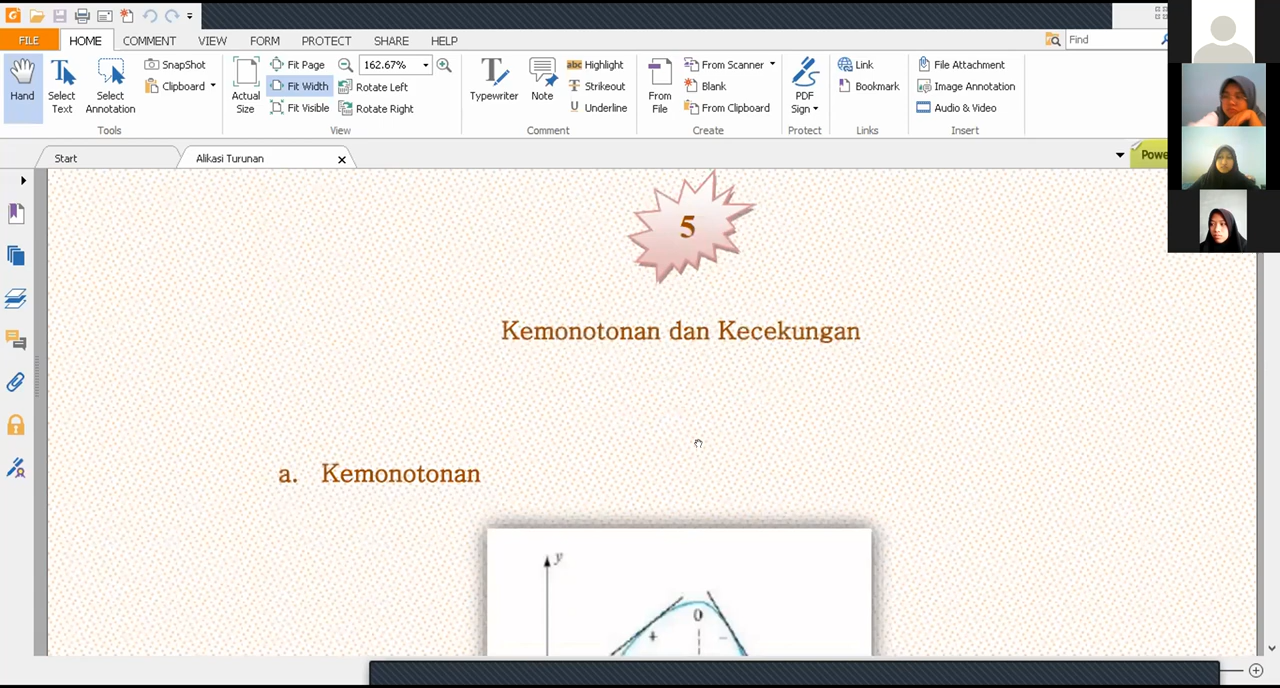 FILE HOME COMMENT VIEW FORM PROTECT SHARE HELP Find
Hand
Select Text
Select Annotation
SnapShot
Clipboard
Tools
Actual Size
Fit Page
Fit Width
Fit Visible
162.67%
Rotate Left
Rotate Right
View
Typewriter
Note
Highlight
Strikeout
Underline
Comment
From File
From Scanner
Blank
From Clipboard
Create
PDF Sign
Protect
Link
Bookmark
Links
File Attachment
Image Annotation
Audio & Video
Insert
Start
Alikasi Turunan
5
Kemonotonan dan Kecekungan
a. Kemonotonan
y
0
+ −